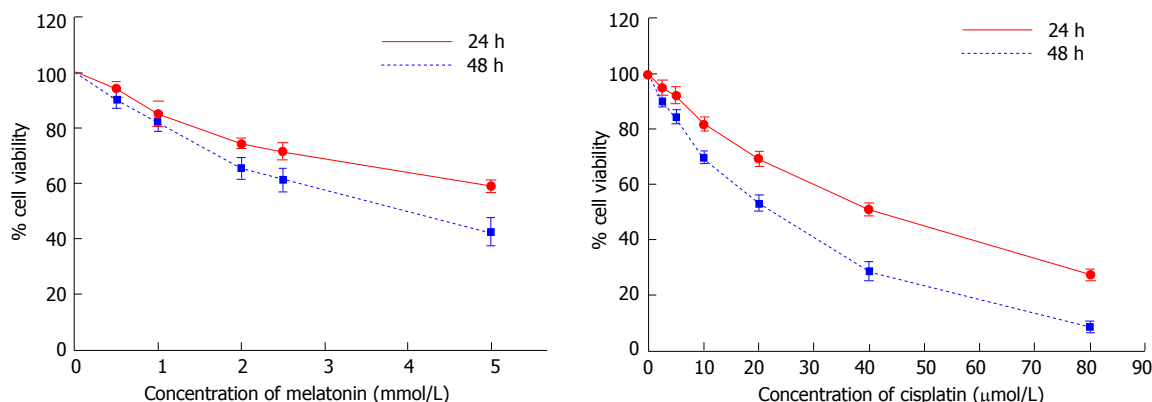 120
100
80
60
40
20
0
% cell viability
24 h
48 h
0 1 2 3 4 5
Concentration of melatonin (mmol/L)
120
100
80
60
40
20
0
% cell viability
24 h
48 h
0 10 20 30 40 50 60 70 80 90
Concentration of cisplatin (μmol/L)